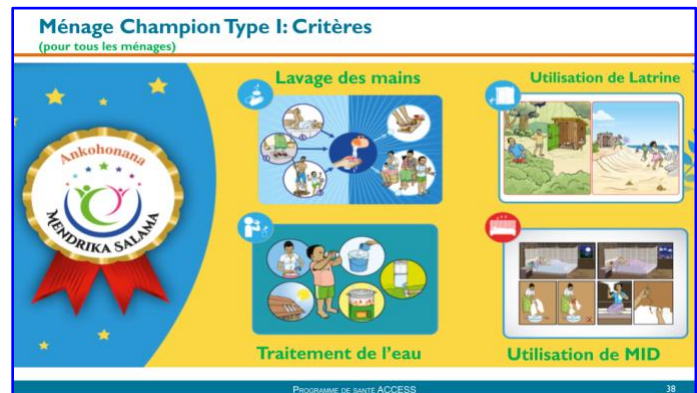 Ménage Champion Type I: Critères
(pour tous les ménages)
Lavage des mains
Utilisation de Latrine
Ankohonana
MENDRIKA SALAMA
Traitement de l'eau
Utilisation de MID
PROGRAMME DE SANTÉ ACCESS
38